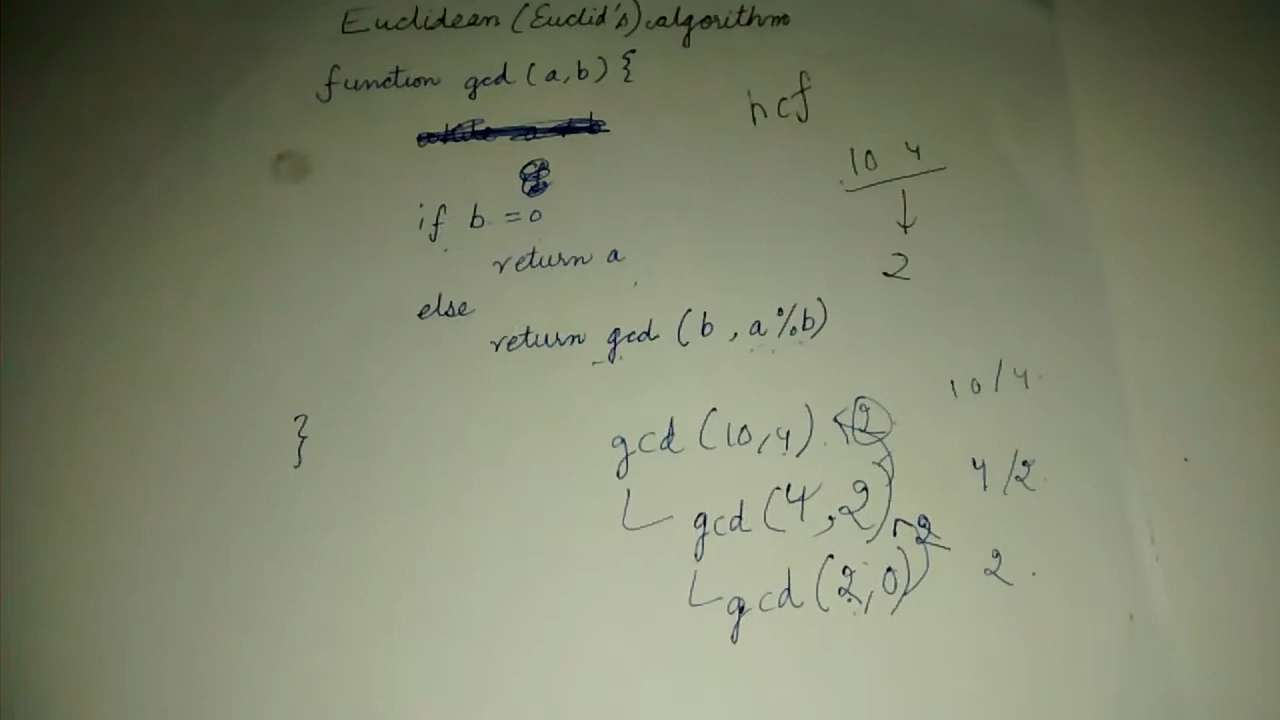 Euclidean (Euclid's) algorithm
function gcd (a,b) {
hcf
10 4
2
if b = 0
return a
else
return gcd (b, a%b)
}
gcd (10,4) 2
10/4
gcd (4,2) 2
4/2
gcd (2,0)
2